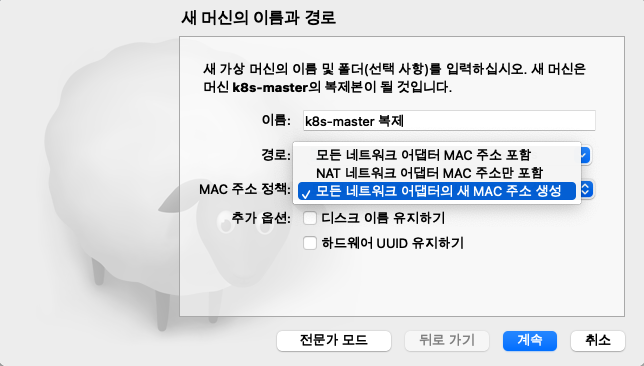 새 머신의 이름과 경로
새 가상 머신의 이름 및 폴더(선택 사항)를 입력하십시오. 새 머신은
머신 k8s-master의 복제본이 될 것입니다.
이름: k8s-master 복제
경로: 모든 네트워크 어댑터 MAC 주소 포함
NAT 네트워크 어댑터 MAC 주소만 포함
MAC 주소 정책: ✓ 모든 네트워크 어댑터의 새 MAC 주소 생성
추가 옵션: 디스크 이름 유지하기
하드웨어 UUID 유지하기
전문가 모드 뒤로 가기 계속 취소